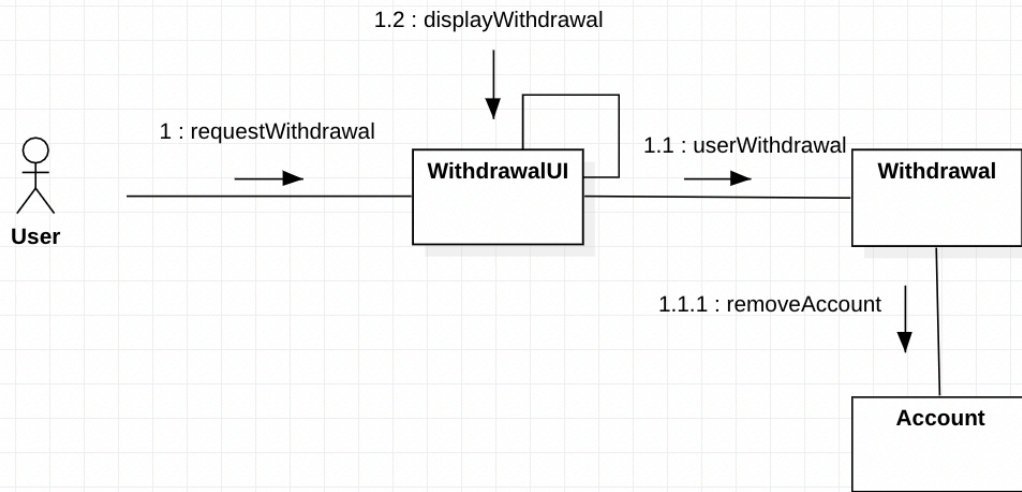 1.2 : displayWithdrawal
1 : requestWithdrawal
1.1 : userWithdrawal
WithdrawalUI
Withdrawal
User
1.1.1 : removeAccount
Account